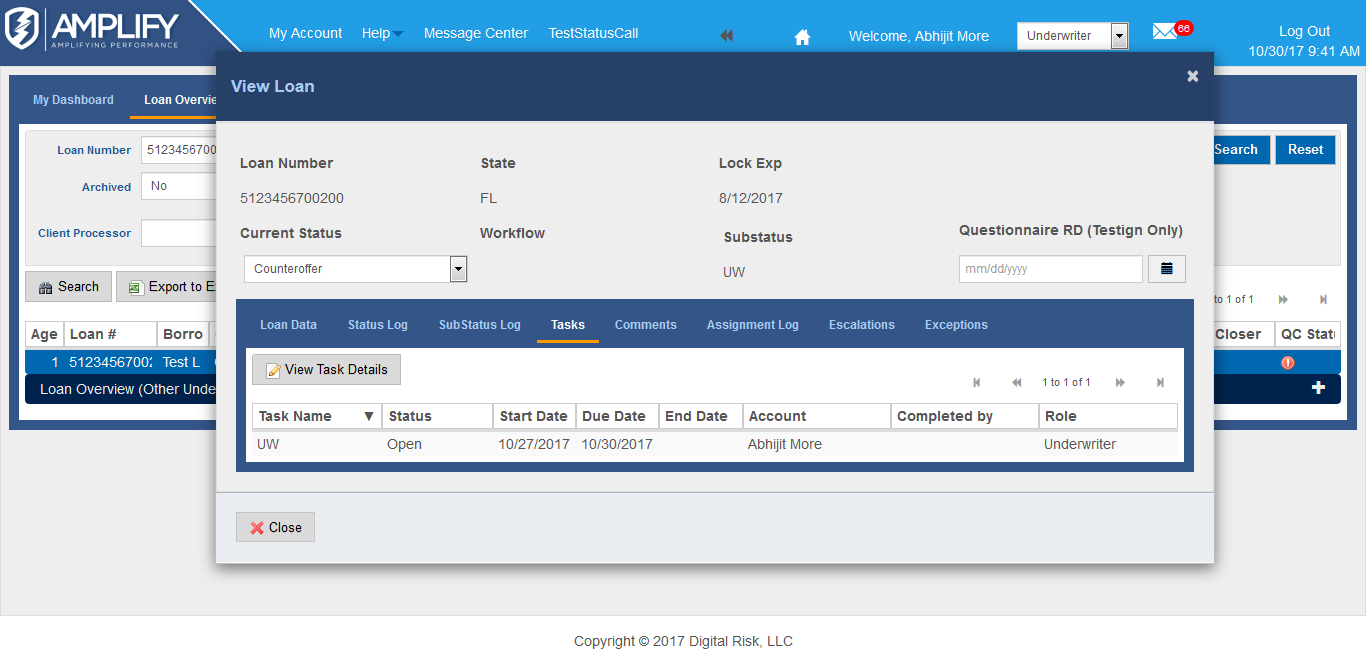 AMPLIFY
AMPLIFYING PERFORMANCE
My Account Help Message Center TestStatusCall Welcome, Abhijit More Underwriter 66 Log Out
10/30/17 9:41 AM
My Dashboard Loan
View Loan
Loan Number 512345670
Archived No
Client Processor
Search Reset
Search Export to
Age Loan # Borro Closer QC
1 Test L
Loan Overview (Other
to 1 of 1
Loan Number State Lock Exp
5123456700200 FL 8/12/2017
Current Status Workflow Substatus Questionnaire RD (Testign Only)
Counteroffer UW mm/dd/yyyy
Loan Data Status Log SubStatus Log Tasks Comments Assignment Log Escalations Exceptions
View Task Details
1 to 1 of 1
Task Name Status Start Date Due Date End Date Account Completed by Role
UW Open 10/27/2017 10/30/2017 Abhijit More Underwriter
Close
Copyright © 2017 Digital Risk, LLC